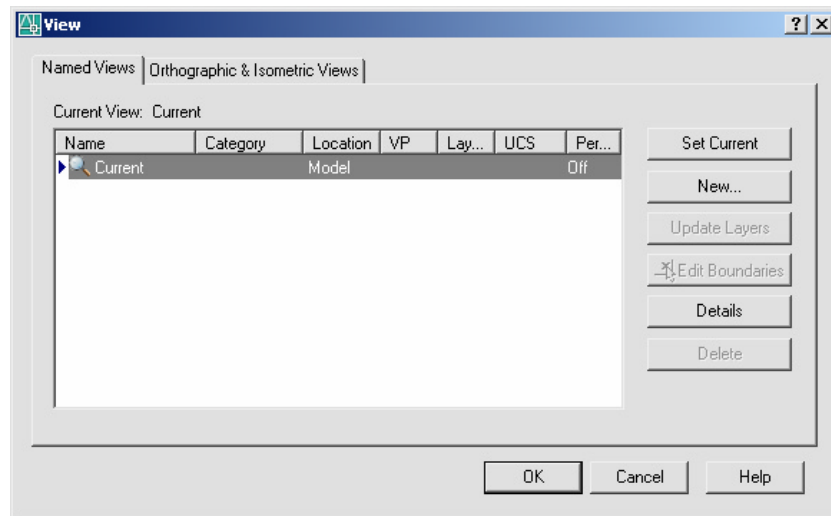 View
Named Views Orthographic & Isometric Views
Current View: Current
Name Category Location VP Lay... UCS Per...
Current Model Off
Set Current
New...
Update Layers
Edit Boundaries
Details
Delete
OK Cancel Help